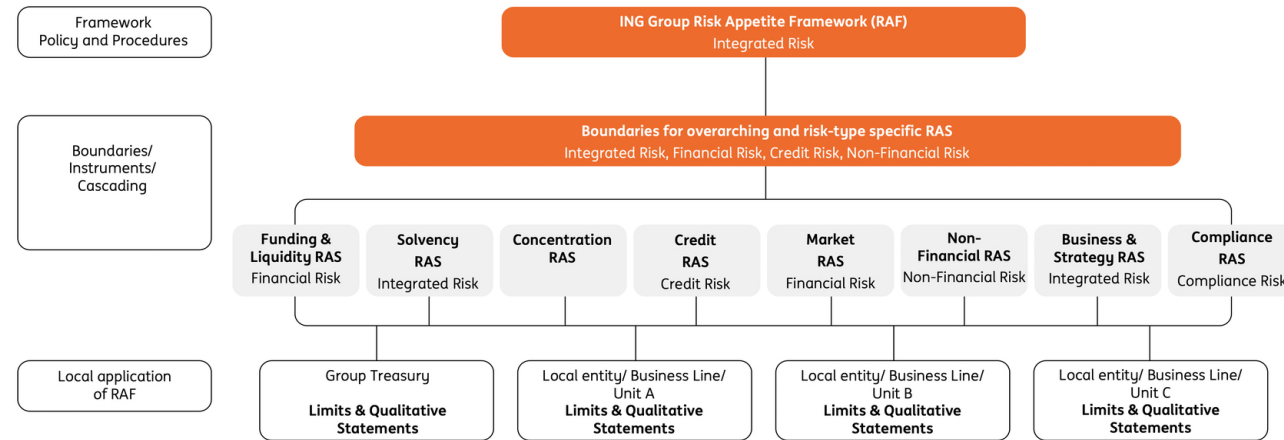 Framework
Policy and Procedures
ING Group Risk Appetite Framework (RAF)
Integrated Risk
Boundaries/
Instruments/
Cascading
Boundaries for overarching and risk-type specific RAS
Integrated Risk, Financial Risk, Credit Risk, Non-Financial Risk
Funding &
Liquidity RAS
Financial Risk
Solvency
RAS
Integrated Risk
Concentration
RAS
Credit
RAS
Credit Risk
Market
RAS
Financial Risk
Non-
Financial RAS
Non-Financial Risk
Business &
Strategy RAS
Integrated Risk
Compliance
RAS
Compliance Risk
Local application
of RAF
Group Treasury
Limits & Qualitative
Statements
Local entity/ Business Line/
Unit A
Limits & Qualitative
Statements
Local entity/ Business Line/
Unit B
Limits & Qualitative
Statements
Local entity/ Business Line/
Unit C
Limits & Qualitative
Statements